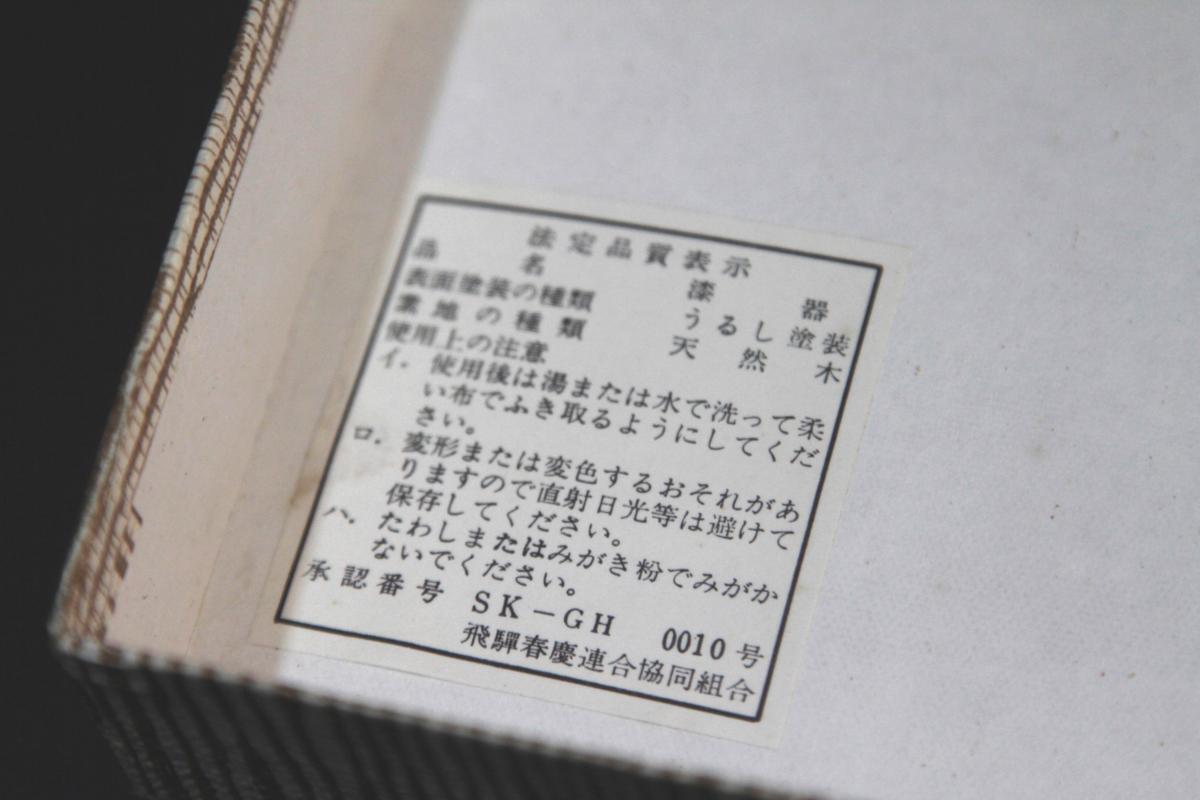 法定品質表示
品名 漆器
表面塗装の種類 うるし塗装
素地の種類 天然木
使用上の注意
イ. 使用後は湯または水で洗って柔
い布でふき取るようにしてくだ
さい。
ロ. 変形または変色するおそれがあ
りますので直射日光等は避けて
保存してください。
ハ. たわしまたはみがき粉でみがか
ないでください。
承認番号 SK－GH 0010号
飛驒春慶連合協同組合